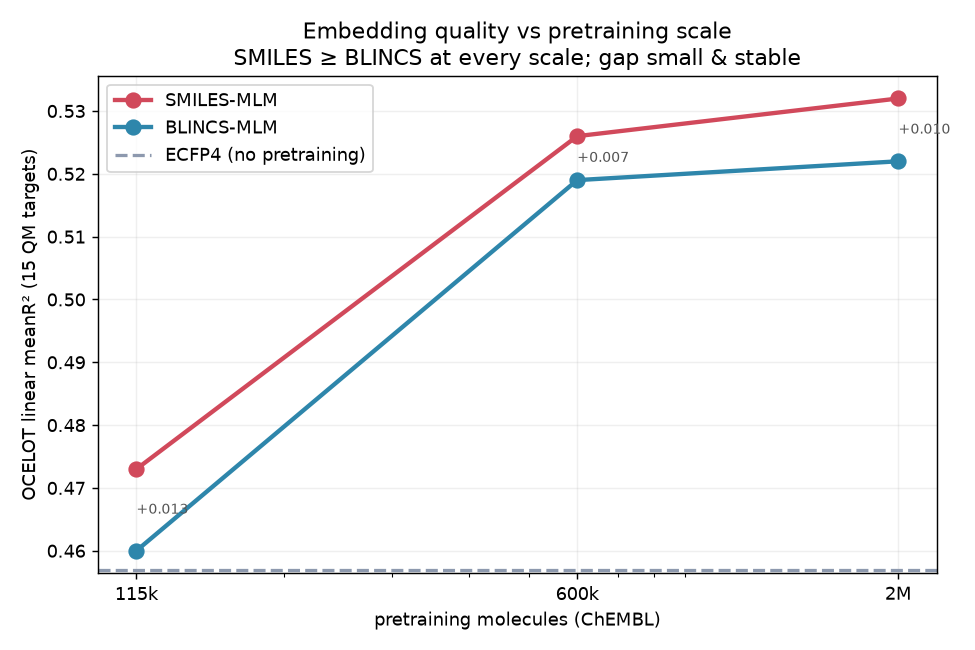 Embedding quality vs pretraining scale
SMILES ≥ BLINCS at every scale; gap small & stable
SMILES-MLM
BLINCS-MLM
ECFP4 (no pretraining)
OCELOT linear meanR² (15 QM targets)
0.53
0.52
0.51
0.50
0.49
0.48
0.47
0.46
+0.013
+0.007
+0.010
115k
600k
2M
pretraining molecules (ChEMBL)